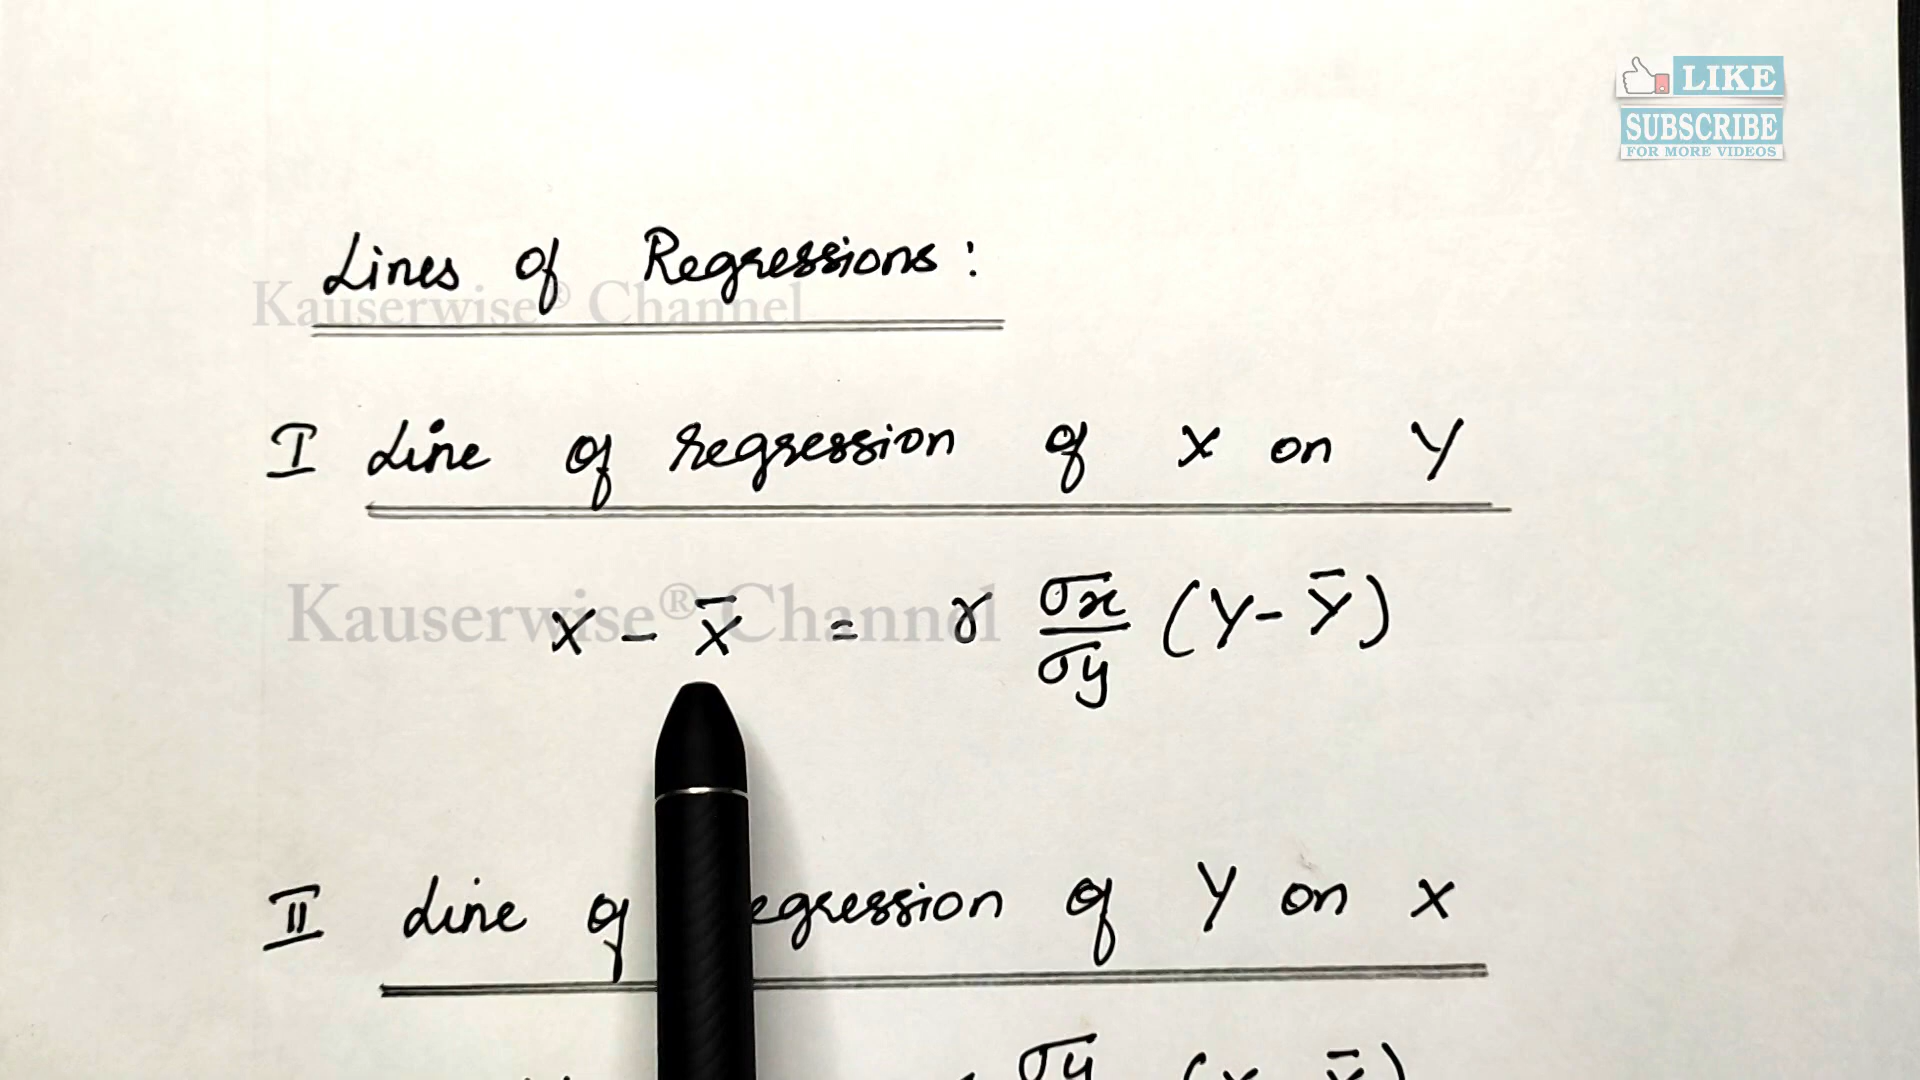 LIKE
SUBSCRIBE
FOR MORE VIDEOS
Lines of Regressions :
Kauserwise® Channel
I Line of regression of X on Y
Kauserwise® Channel
X - X̄ = r σx/σy (Y - Ȳ)
II Line of egression of Y on X
σy (X - X̄)